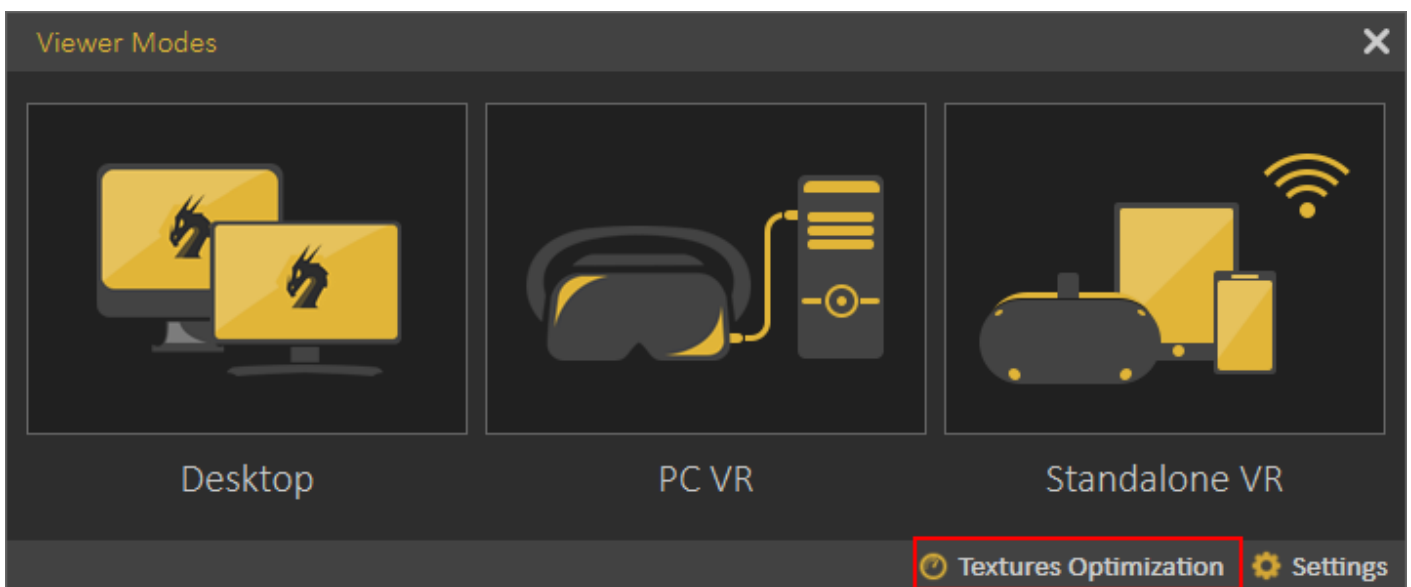 Viewer Modes
Desktop
PC VR
Standalone VR
Textures Optimization Settings